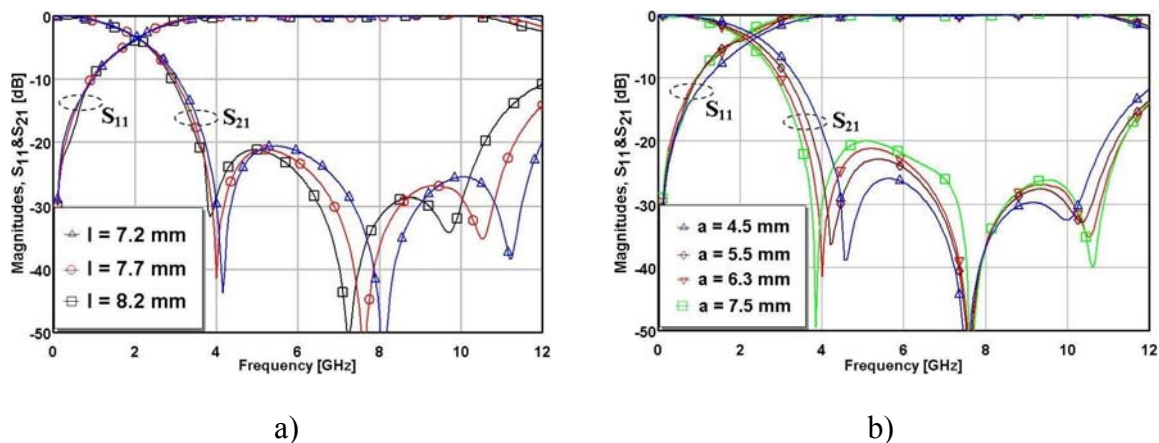 0
-10
-20
-30
-40
-50
Magnitudes, S11&S21 [dB]
S11
S21
l = 7.2 mm
l = 7.7 mm
l = 8.2 mm
0 2 4 6 8 10 12
Frequency [GHz]
a)
0
-10
-20
-30
-40
-50
Magnitudes, S11&S21 [dB]
S11
S21
a = 4.5 mm
a = 5.5 mm
a = 6.3 mm
a = 7.5 mm
0 2 4 6 8 10 12
Frequency [GHz]
b)